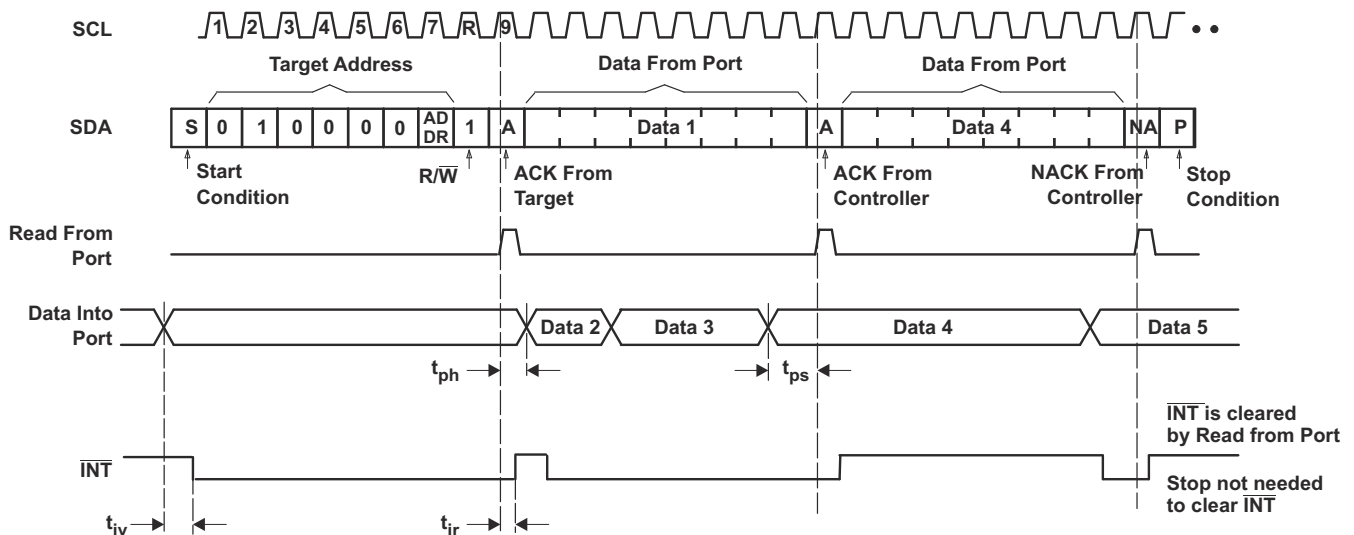 SCL
1 2 3 4 5 6 7 R 9
Target Address
Data From Port
Data From Port
SDA
S 0 1 0 0 0 0 AD DR 1 A Data 1 A Data 4 NA P
Start
Condition
R/W
ACK From
Target
ACK From
Controller
NACK From
Controller
Stop
Condition
Read From
Port
Data Into
Port
Data 2
Data 3
Data 4
Data 5
tph
tps
INT
INT is cleared
by Read from Port
Stop not needed
to clear INT
tiv
tir